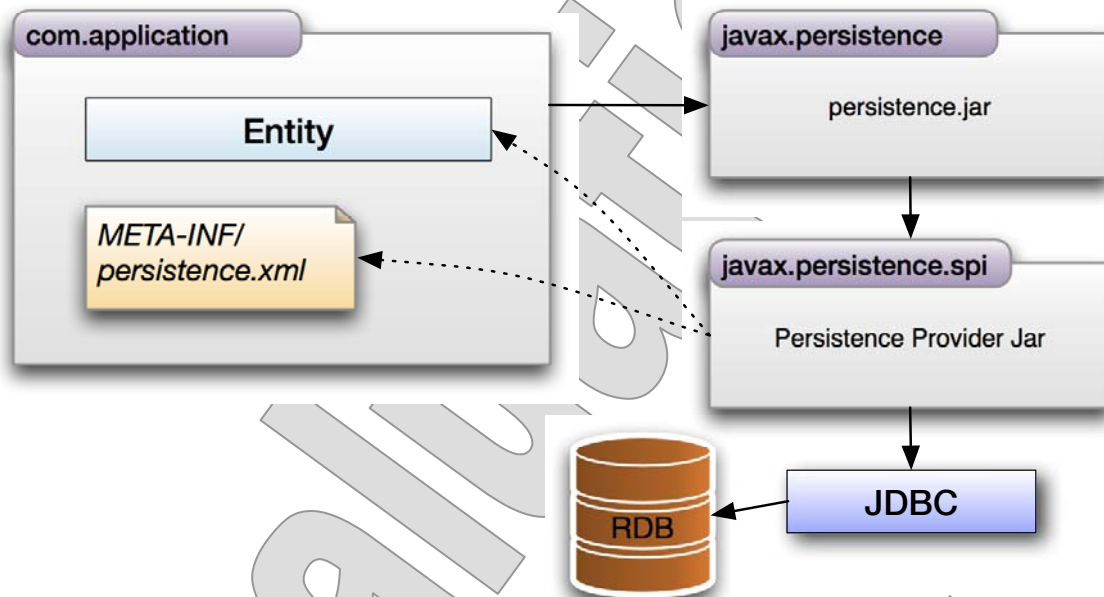 com.application
Entity
META-INF/
persistence.xml
javax.persistence
persistence.jar
javax.persistence.spi
Persistence Provider Jar
JDBC
RDB